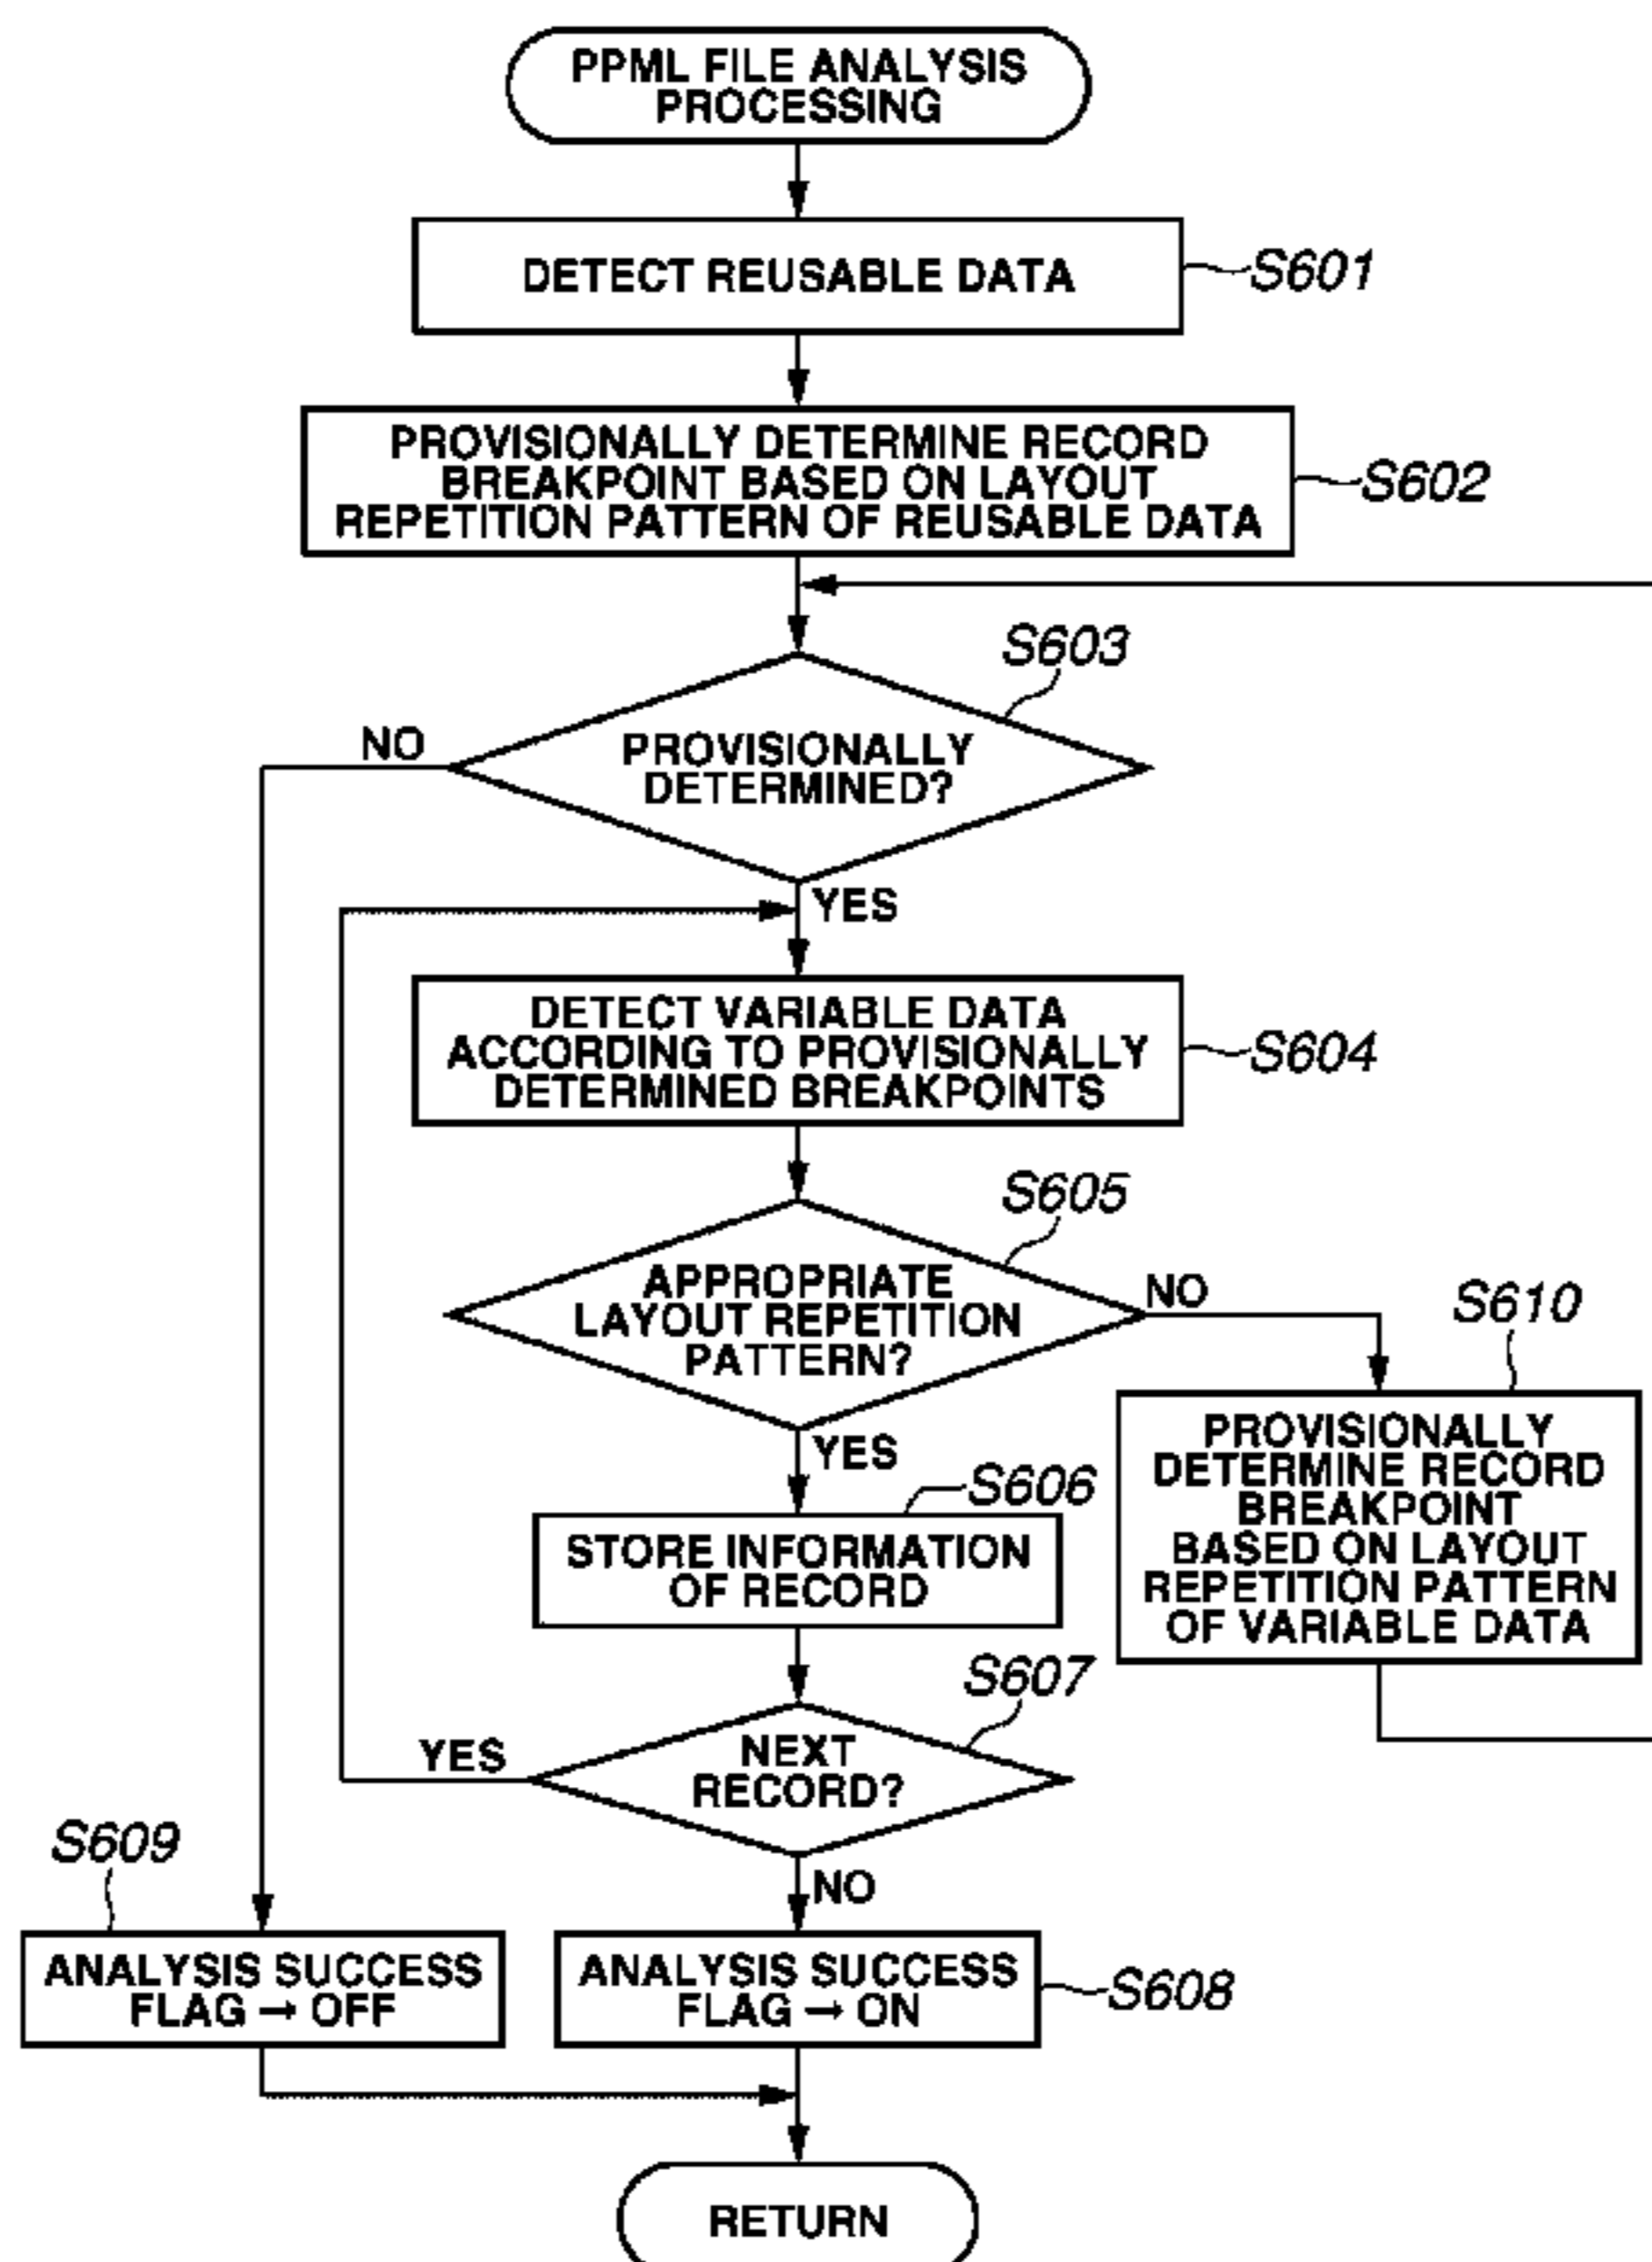 PPML FILE ANALYSIS
PROCESSING
DETECT REUSABLE DATA
S601
PROVISIONALLY DETERMINE RECORD
BREAKPOINT BASED ON LAYOUT
REPETITION PATTERN OF REUSABLE DATA
S602
S603
NO
PROVISIONALLY
DETERMINED?
YES
DETECT VARIABLE DATA
ACCORDING TO PROVISIONALLY
DETERMINED BREAKPOINTS
S604
S605
APPROPRIATE
LAYOUT REPETITION
PATTERN?
NO
S610
PROVISIONALLY
DETERMINE RECORD
BREAKPOINT
BASED ON LAYOUT
REPETITION PATTERN
OF VARIABLE DATA
YES
S606
STORE INFORMATION
OF RECORD
S607
YES
NEXT
RECORD?
S609
NO
ANALYSIS SUCCESS
FLAG → OFF
ANALYSIS SUCCESS
FLAG → ON
S608
RETURN